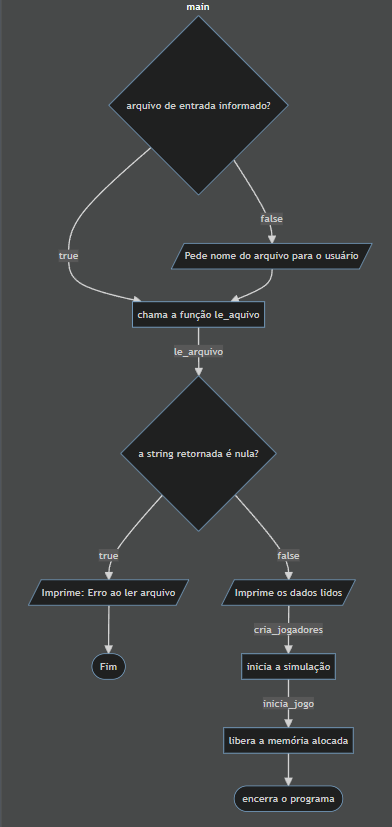 main
arquivo de entrada informado?
false
true
Pede nome do arquivo para o usuário
chama a função le_aquivo
le_arquivo
a string retornada é nula?
true
false
Imprime: Erro ao ler arquivo
Imprime os dados lidos
cria_jogadores
Fim
inicia a simulação
inicia_jogo
libera a memória alocada
encerra o programa